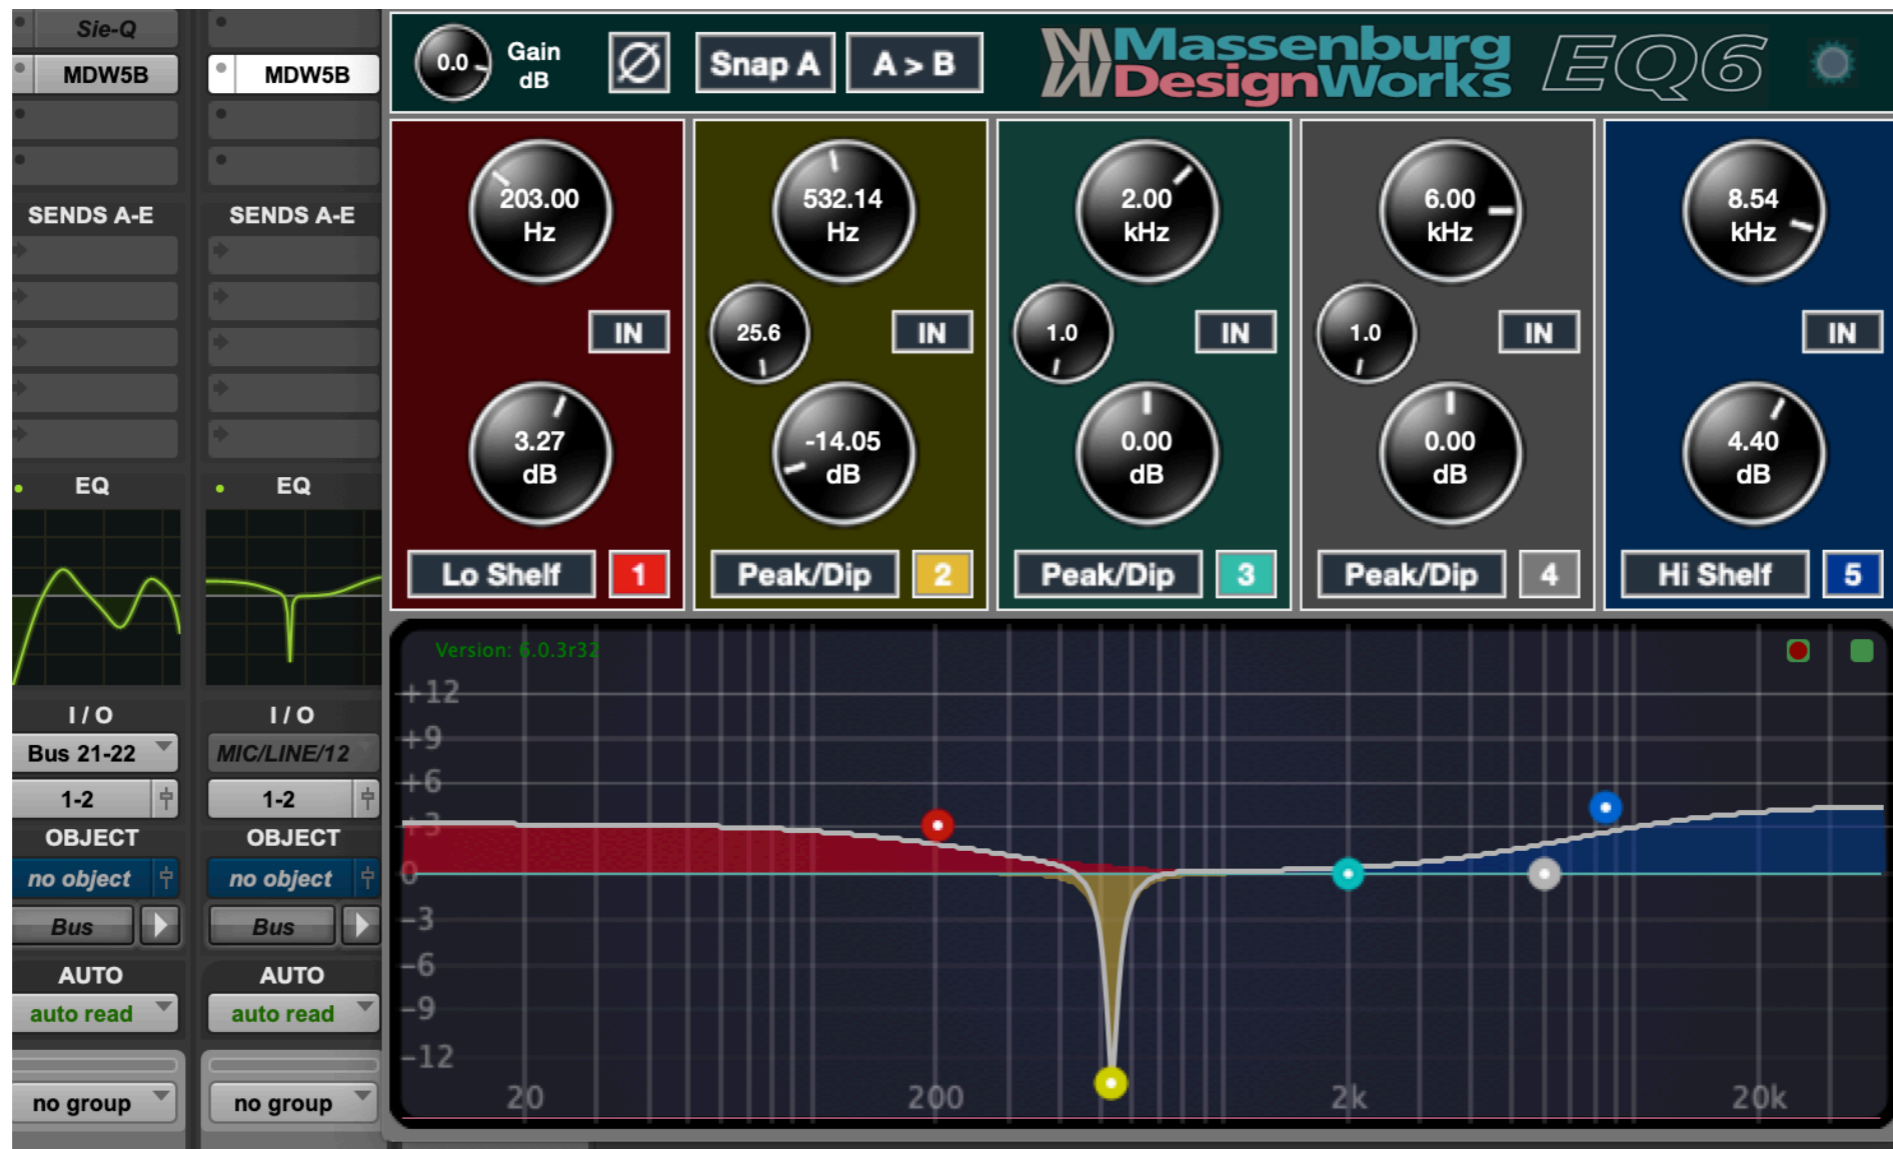 Sie-Q
MDW5B
SENDS A-E
EQ
I / O
Bus 21-22
1-2
OBJECT
no object
Bus
AUTO
auto read
no group
MDW5B
SENDS A-E
EQ
I / O
MIC/LINE/12
1-2
OBJECT
no object
Bus
AUTO
auto read
no group
0.0
Gain
dB
Ø
Snap A
A > B
Massenburg
DesignWorks
EQ6
203.00
Hz
IN
3.27
dB
Lo Shelf
1
532.14
Hz
25.6
IN
-14.05
dB
Peak/Dip
2
2.00
kHz
1.0
IN
0.00
dB
Peak/Dip
3
6.00
kHz
1.0
IN
0.00
dB
Peak/Dip
4
8.54
kHz
IN
4.40
dB
Hi Shelf
5
Version: 6.0.3r32
+12
+9
+6
+3
0
-3
-6
-9
-12
20
200
2k
20k